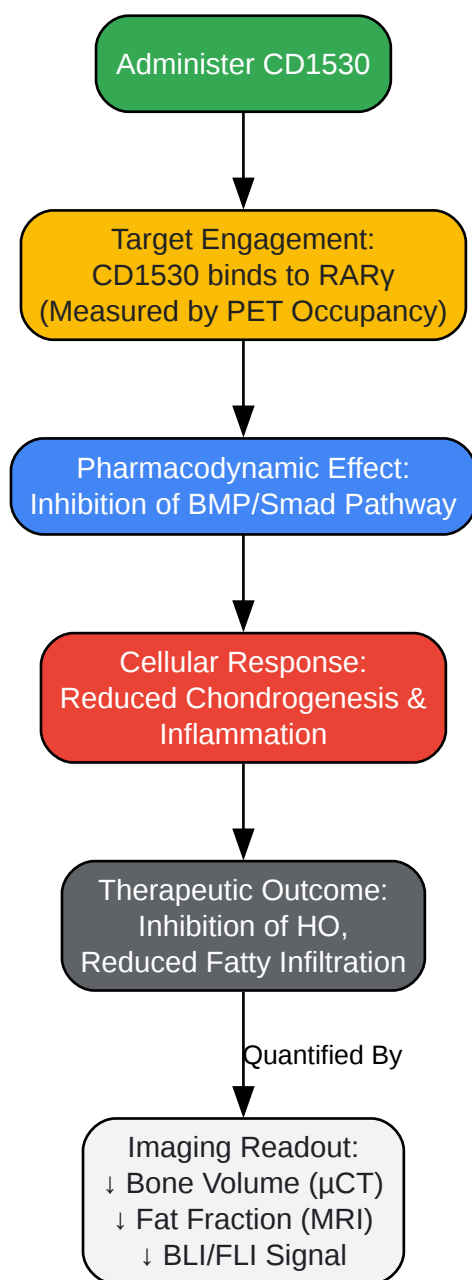 Administer CD1530
Target Engagement:
CD1530 binds to RARγ
(Measured by PET Occupancy)
Pharmacodynamic Effect:
Inhibition of BMP/Smad Pathway
Cellular Response:
Reduced Chondrogenesis &
Inflammation
Therapeutic Outcome:
Inhibition of HO,
Reduced Fatty Infiltration
Quantified By
Imaging Readout:
↓ Bone Volume (µCT)
↓ Fat Fraction (MRI)
↓ BLI/FLI Signal